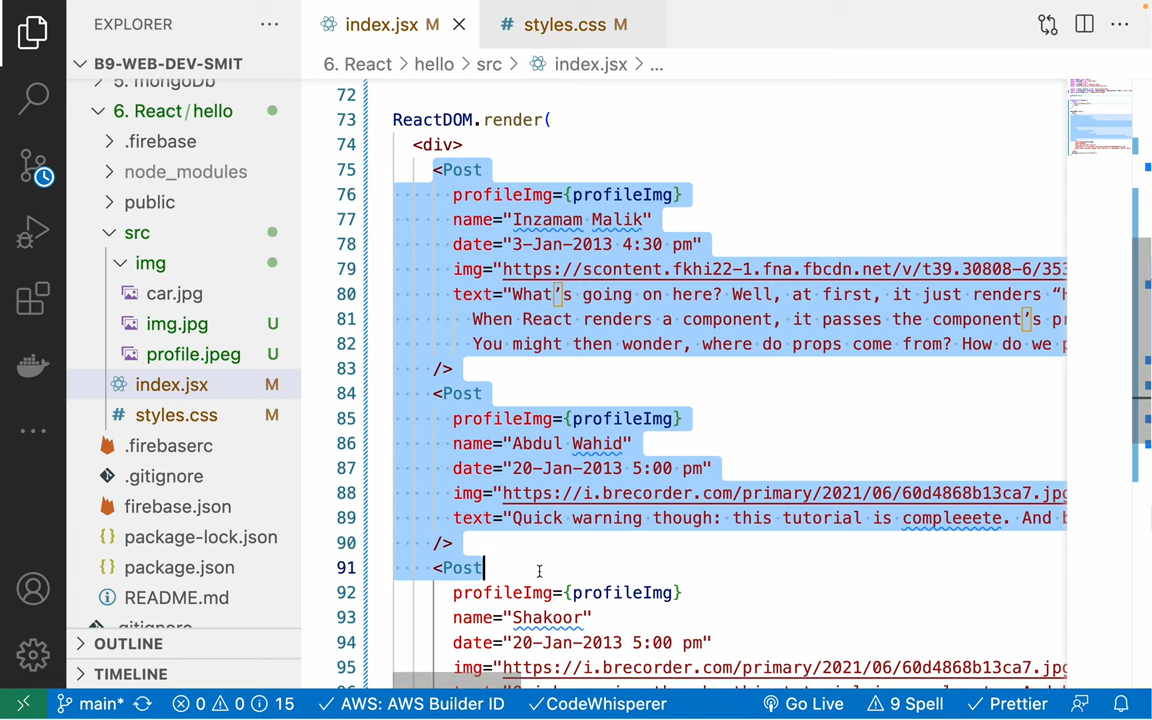 EXPLORER
index.jsx M
# styles.css M
B9-WEB-DEV-SMIT
5. mongoDb
6. React/hello
.firebase
node_modules
public
src
img
car.jpg
img.jpg U
profile.jpeg U
index.jsx M
# styles.css M
.firebaserc
.gitignore
firebase.json
{} package-lock.json
{} package.json
README.md
.gitignore
OUTLINE
TIMELINE
6. React > hello > src > index.jsx > ...
72
73 ReactDOM.render(
74 <div>
75 <Post
76 profileImg={profileImg}
77 name="Inzamam Malik"
78 date="3-Jan-2013 4:30 pm"
79 img="https://scontent.fkhi22-1.fna.fbcdn.net/v/t39.30808-6/353
80 text="What’s going on here? Well, at first, it just renders “
81 When React renders a component, it passes the component’s
82 You might then wonder, where do props come from? How do we
83 />
84 <Post
85 profileImg={profileImg}
86 name="Abdul Wahid"
87 date="20-Jan-2013 5:00 pm"
88 img="https://i.brecorder.com/primary/2021/06/60d4868b13ca7.jpg
89 text="Quick warning though: this tutorial is compleeete. And
90 />
91 <Post
92 profileImg={profileImg}
93 name="Shakoor"
94 date="20-Jan-2013 5:00 pm"
95 img="https://i.brecorder.com/primary/2021/06/60d4868b13ca7.jpg
main* 0 0 15 AWS: AWS Builder ID CodeWhisperer Go Live 9 Spell Prettier